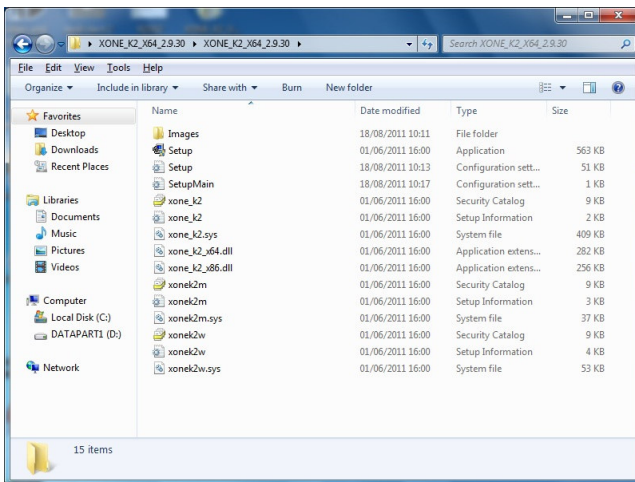 XONE_K2_X64_2.9.30 XONE_K2_X64_2.9.30 Search XONE_K2_X64_2.9.30
File Edit View Tools Help
Organize Include in library Share with Burn New folder
Favorites
Desktop
Downloads
Recent Places
Libraries
Documents
Music
Pictures
Videos
Computer
Local Disk (C:)
DATAPART1 (D:)
Network
Name Date modified Type Size
Images 18/08/2011 10:11 File folder
Setup 01/06/2011 16:00 Application 563 KB
Setup 18/08/2011 10:13 Configuration sett... 51 KB
SetupMain 18/08/2011 10:17 Configuration sett... 1 KB
xone_k2 01/06/2011 16:00 Security Catalog 9 KB
xone_k2 01/06/2011 16:00 Setup Information 2 KB
xone_k2.sys 01/06/2011 16:00 System file 409 KB
xone_k2_x64.dll 01/06/2011 16:00 Application extens... 282 KB
xone_k2_x86.dll 01/06/2011 16:00 Application extens... 256 KB
xonek2m 01/06/2011 16:00 Security Catalog 9 KB
xonek2m 01/06/2011 16:00 Setup Information 3 KB
xonek2m.sys 01/06/2011 16:00 System file 37 KB
xonek2w 01/06/2011 16:00 Security Catalog 9 KB
xonek2w 01/06/2011 16:00 Setup Information 4 KB
xonek2w.sys 01/06/2011 16:00 System file 53 KB
15 items